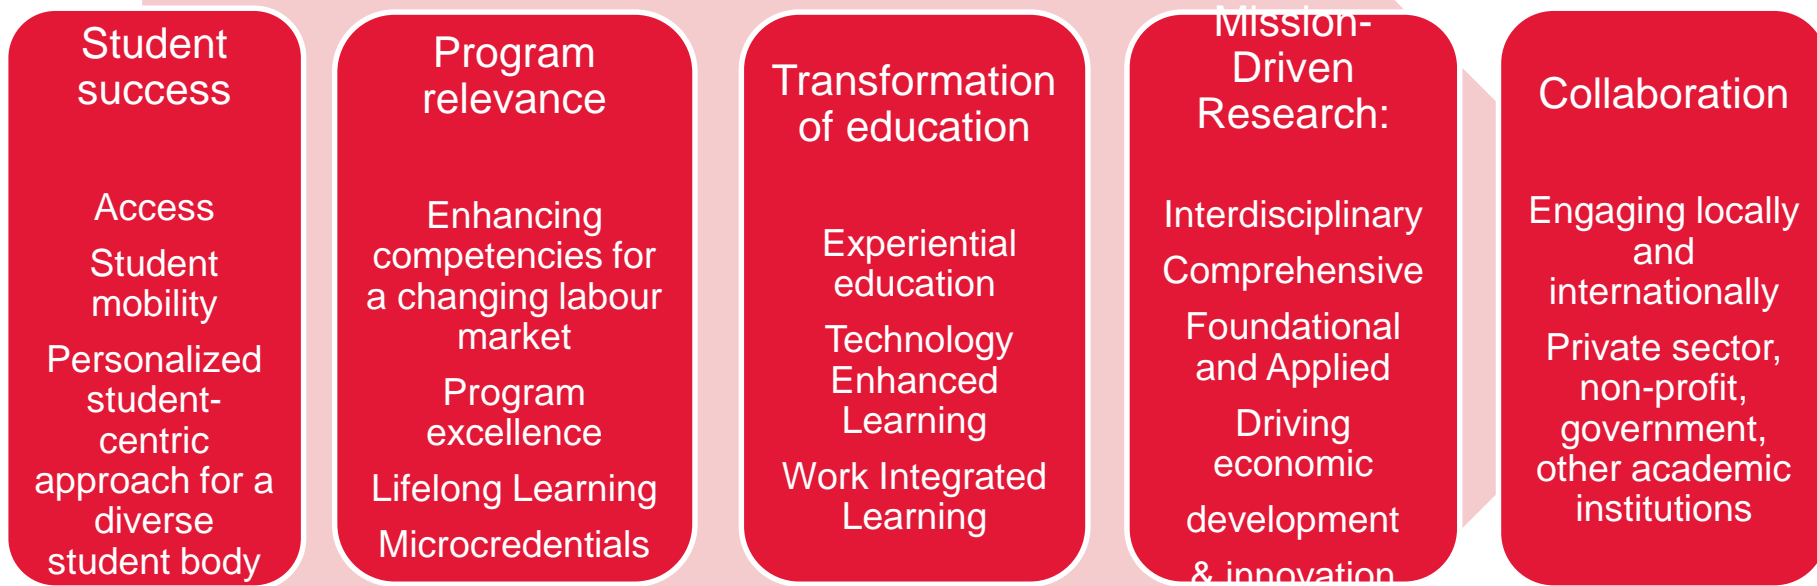 Student
success
Access
Student
mobility
Personalized
student-
centric
approach for a
diverse
student body
Program
relevance
Enhancing
competencies for
a changing labour
market
Program
excellence
Lifelong Learning
Microcredentials
Transformation
of education
Experiential
education
Technology
Enhanced
Learning
Work Integrated
Learning
Mission-
Driven
Research:
Interdisciplinary
Comprehensive
Foundational
and Applied
Driving
economic
development
& innovation
Collaboration
Engaging locally
and
internationally
Private sector,
non-profit,
government,
other academic
institutions